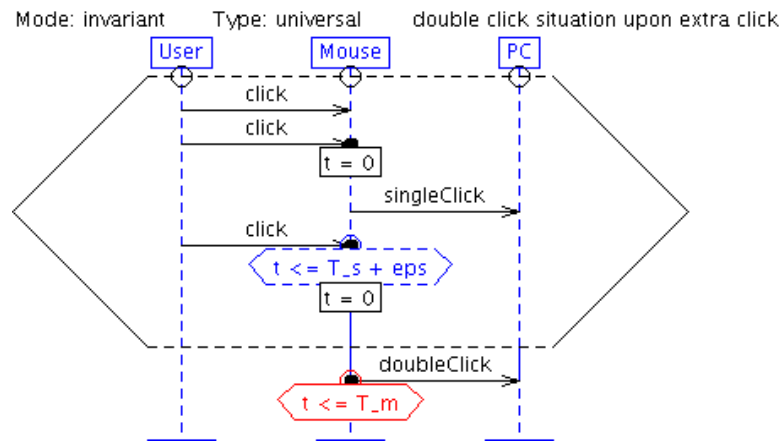 Mode: invariant Type: universal double click situation upon extra click
User Mouse PC
click
click
t = 0
singleClick
click
t <= T_s + eps
t = 0
doubleClick
t <= T_m